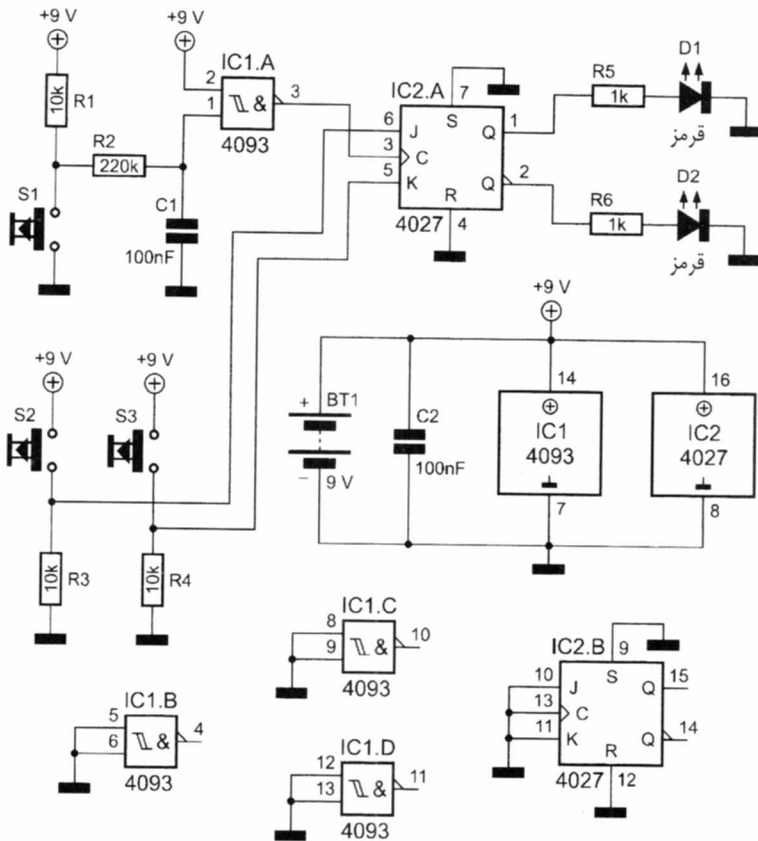 +9 V
+9 V
10k
R1
R2
220k
S1
C1
100nF
IC1.A
2
1
3
&
4093
IC2.A
7
6
3
5
J
C
K
S
R
Q
Q
1
2
4
4027
R5
1k
D1
قرمز
R6
1k
D2
قرمز
+9 V
+9 V
S2
S3
10k
R3
10k
R4
+9 V
+
BT1
−
9 V
C2
100nF
14
IC1
4093
7
16
IC2
4027
8
IC1.B
5
6
4
&
4093
IC1.C
8
9
10
&
4093
IC1.D
12
13
11
&
4093
IC2.B
9
10
13
11
J
C
K
S
R
Q
Q
15
14
12
4027